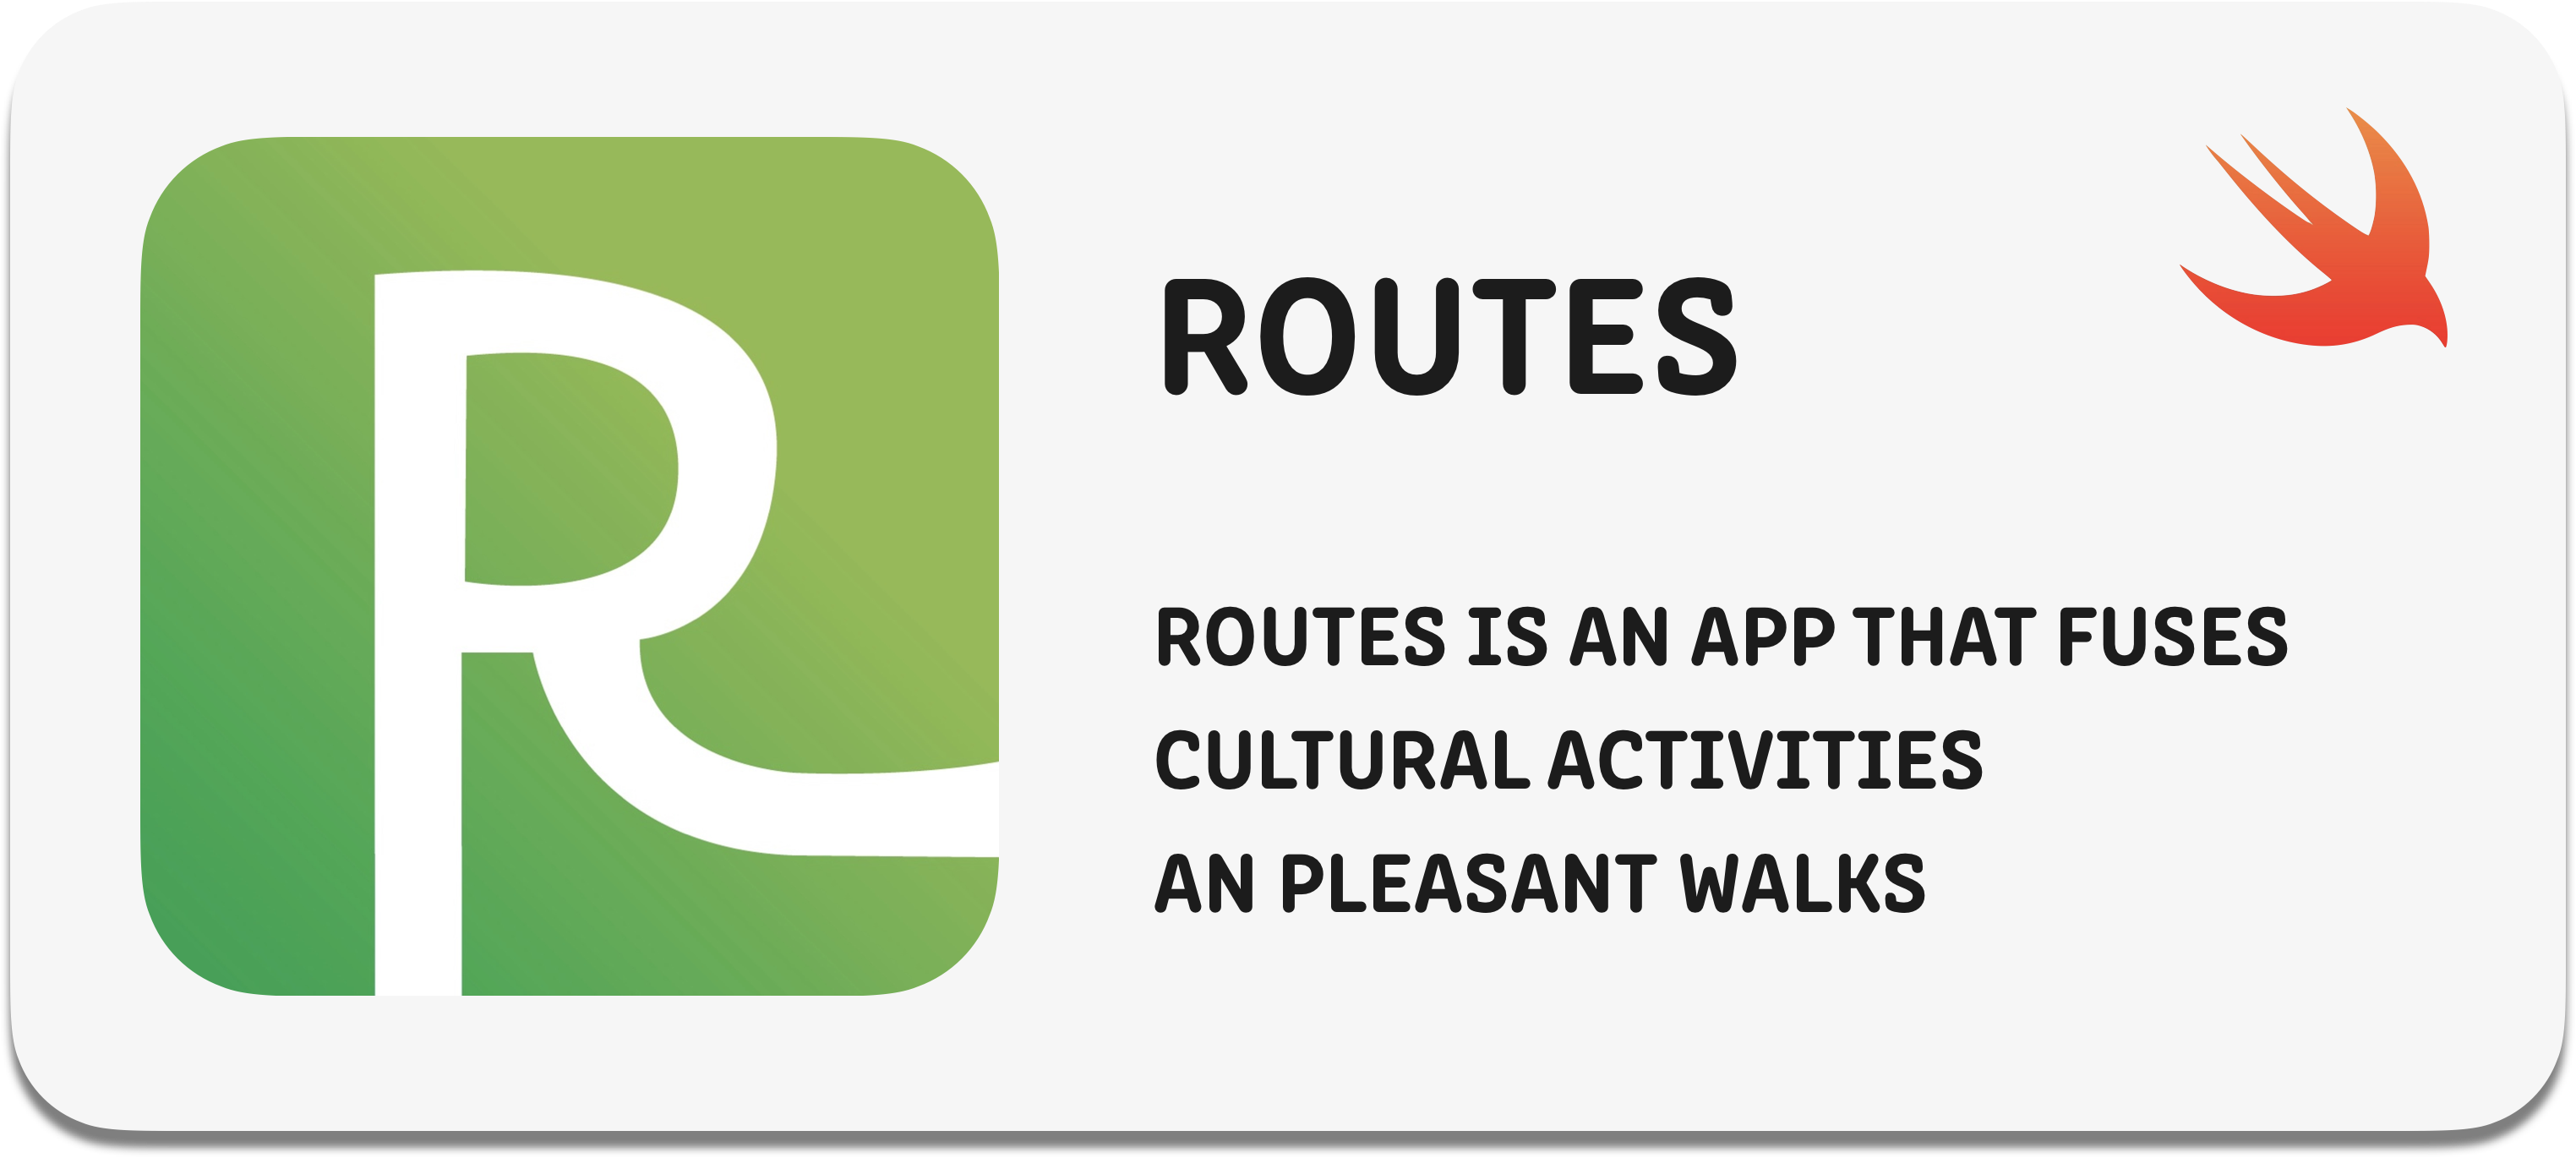 R
ROUTES
ROUTES IS AN APP THAT FUSES
CULTURAL ACTIVITIES
AN PLEASANT WALKS